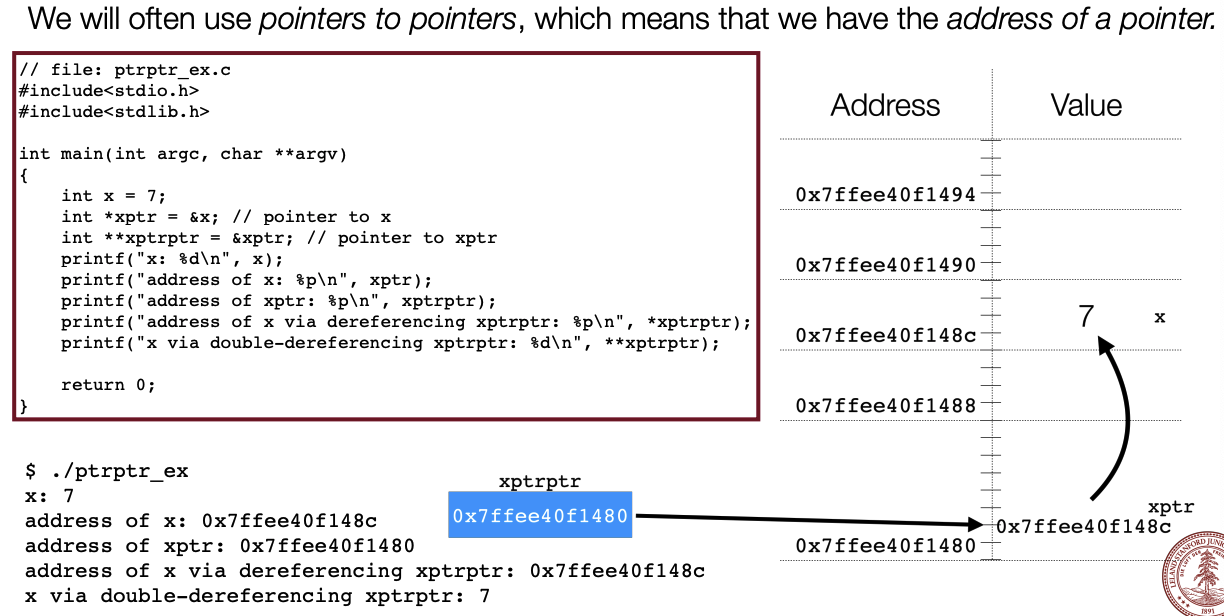 We will often use pointers to pointers, which means that we have the address of a pointer.
// file: ptrptr_ex.c
#include<stdio.h>
#include<stdlib.h>
int main(int argc, char **argv)
{
    int x = 7;
    int *xptr = &x; // pointer to x
    int **xptrptr = &xptr; // pointer to xptr
    printf("x: %d\n", x);
    printf("address of x: %p\n", xptr);
    printf("address of xptr: %p\n", xptrptr);
    printf("address of x via dereferencing xptrptr: %p\n", *xptrptr);
    printf("x via double-dereferencing xptrptr: %d\n", **xptrptr);
    return 0;
}
$ ./ptrptr_ex
x: 7
address of x: 0x7ffee40f148c
address of xptr: 0x7ffee40f1480
address of x via dereferencing xptrptr: 0x7ffee40f148c
x via double-dereferencing xptrptr: 7
xptrptr
0x7ffee40f1480
Address Value
0x7ffee40f1494
0x7ffee40f1490
7 x
0x7ffee40f148c
0x7ffee40f1488
xptr
0x7ffee40f148c
0x7ffee40f1480
LELAND STANFORD JUNI
1891